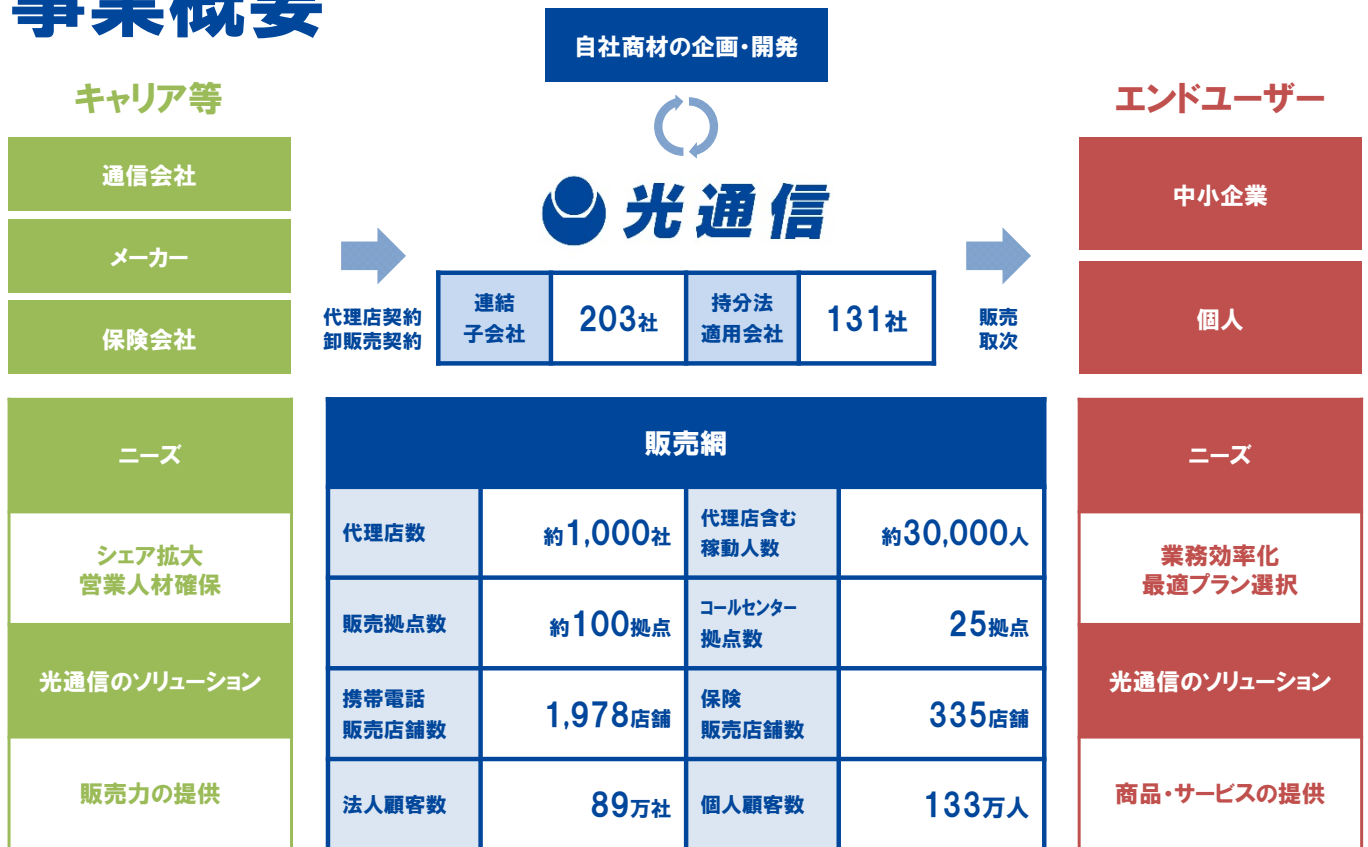 事業概要
自社商材の企画・開発
キャリア等
通信会社
メーカー
保険会社
代理店契約
卸販売契約
光通信
連結
子会社
203社
持分法
適用会社
131社
販売
取次
エンドユーザー
中小企業
個人
ニーズ
シェア拡大
営業人材確保
光通信のソリューション
販売力の提供
販売網
代理店数
約1,000社
代理店含む
稼動人数
約30,000人
販売拠点数
約100拠点
コールセンター
拠点数
25拠点
携帯電話
販売店舗数
1,978店舗
保険
販売店舗数
335店舗
法人顧客数
89万社
個人顧客数
133万人
ニーズ
業務効率化
最適プラン選択
光通信のソリューション
商品・サービスの提供